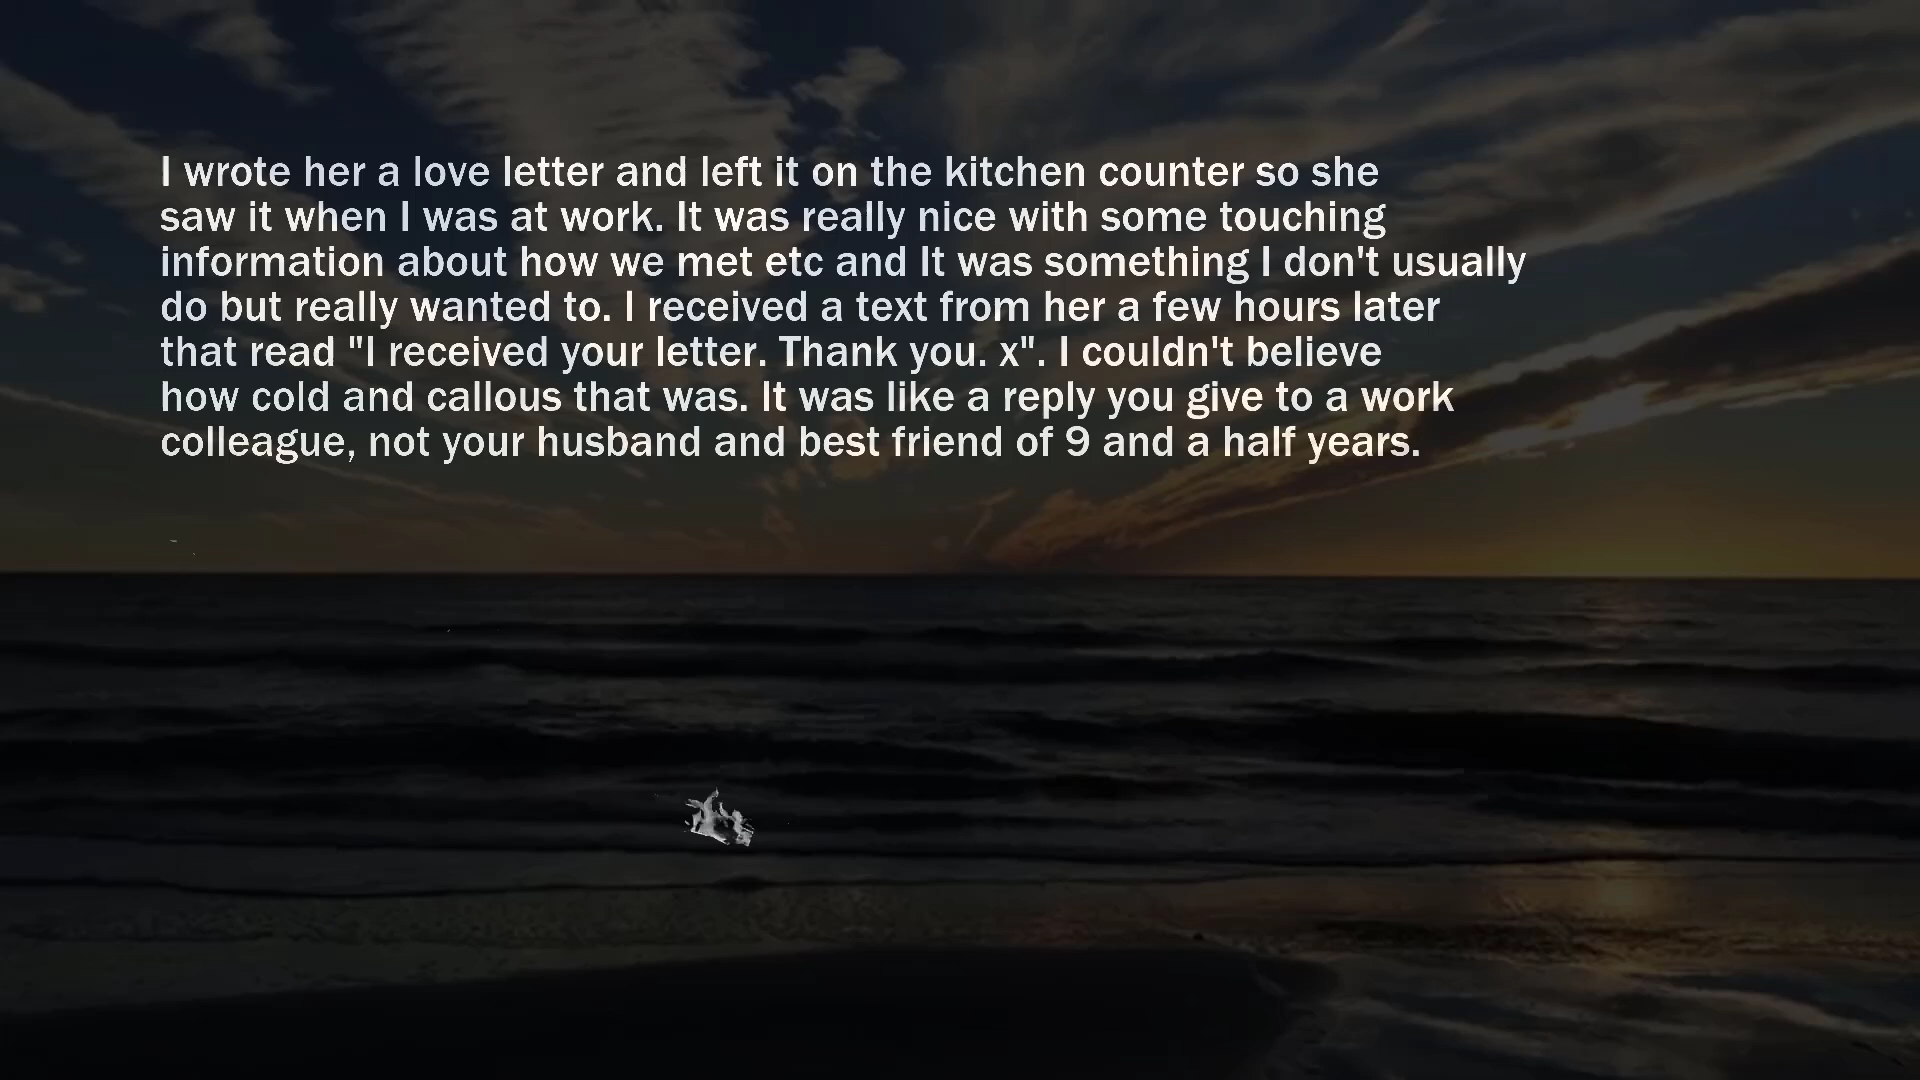 I wrote her a love letter and left it on the kitchen counter so she
saw it when I was at work. It was really nice with some touching
information about how we met etc and It was something I don't usually
do but really wanted to. I received a text from her a few hours later
that read "I received your letter. Thank you. x". I couldn't believe
how cold and callous that was. It was like a reply you give to a work
colleague, not your husband and best friend of 9 and a half years.